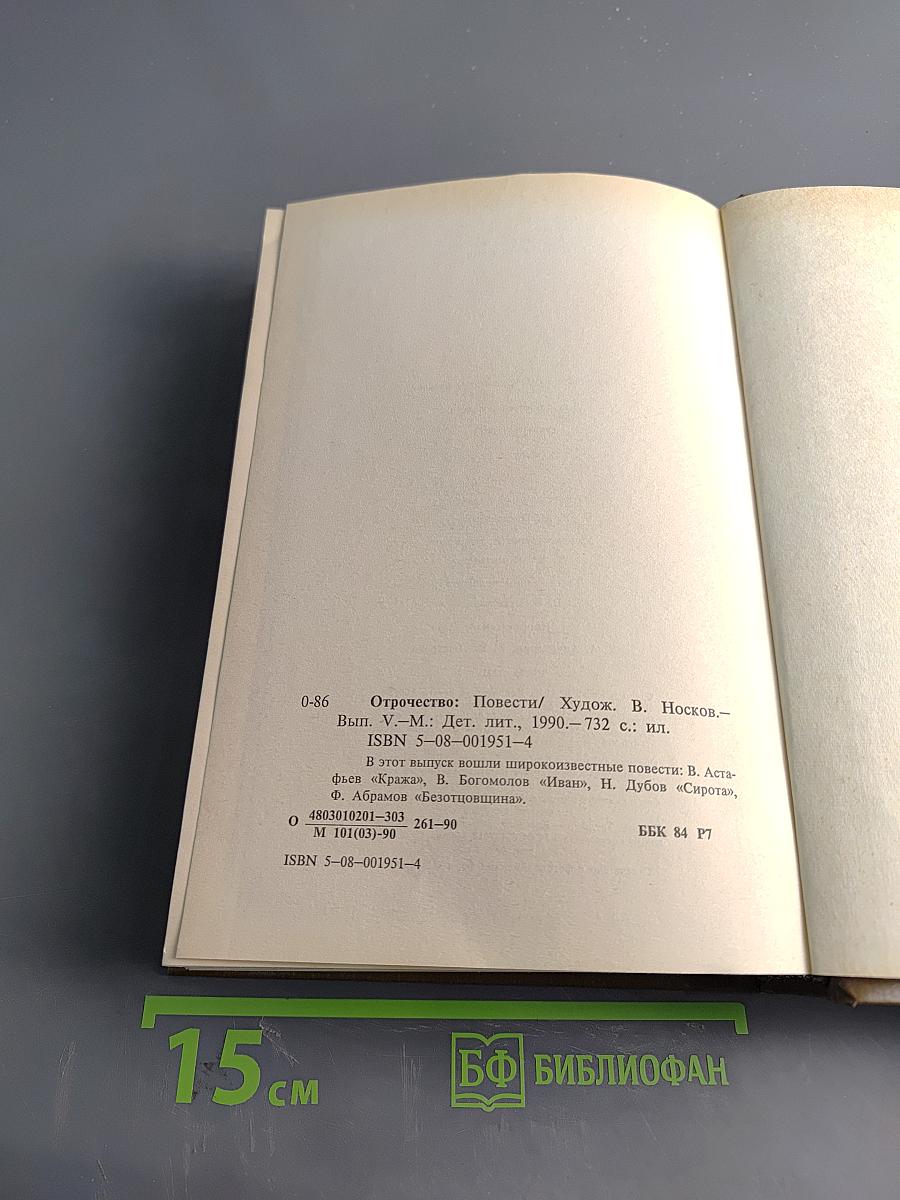 0-86 Отрочество: Повести/ Худож. В. Носков.—
Вып. V.—М.: Дет. лит., 1990.— 732 с.: ил.
ISBN 5—08—001951—4
В этот выпуск вошли широкоизвестные повести: В. Аста-
фьев «Кража», В. Богомолов «Иван», Н. Дубов «Сирота»,
Ф. Абрамов «Безотцовщина».
О 4803010201—303 261—90
М 101(03)-90
ББК 84 Р7
ISBN 5—08—001951—4
15 см
БФ БИБЛИОФАН